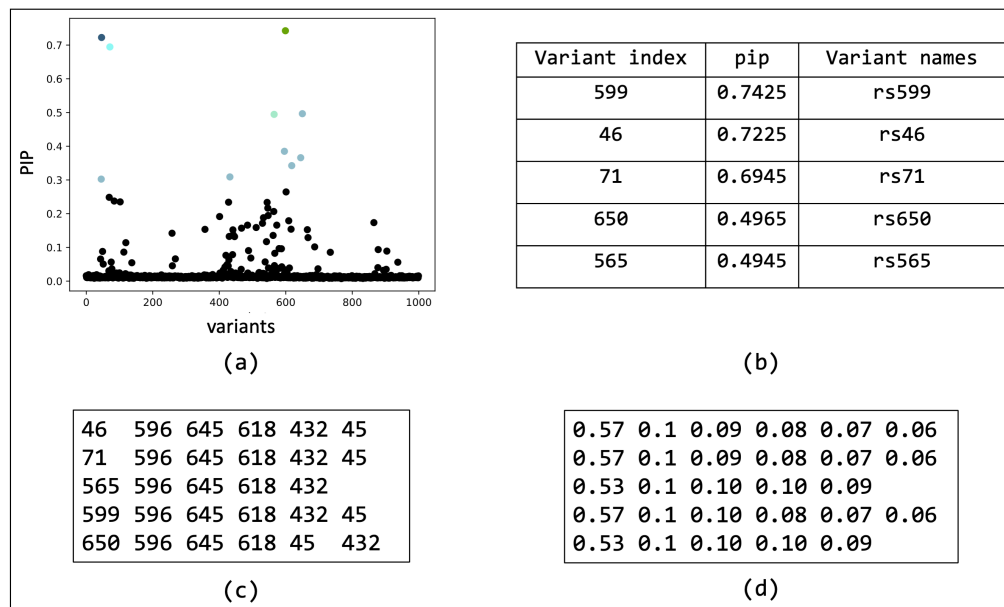 PIP
0.7
0.6
0.5
0.4
0.3
0.2
0.1
0.0
0 200 400 600 800 1000
variants
(a)
Variant index pip Variant names
599 0.7425 rs599
46 0.7225 rs46
71 0.6945 rs71
650 0.4965 rs650
565 0.4945 rs565
(b)
46 596 645 618 432 45
71 596 645 618 432 45
565 596 645 618 432
599 596 645 618 432 45
650 596 645 618 45 432
(c)
0.57 0.1 0.09 0.08 0.07 0.06
0.57 0.1 0.09 0.08 0.07 0.06
0.53 0.1 0.10 0.10 0.09
0.57 0.1 0.10 0.08 0.07 0.06
0.53 0.1 0.10 0.10 0.09
(d)